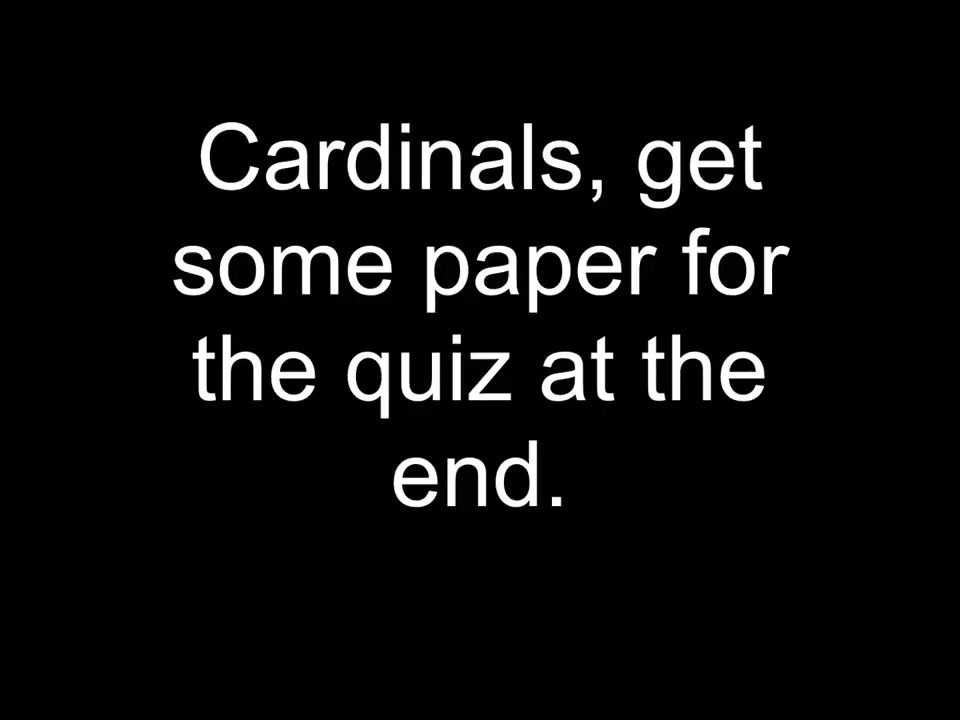 Cardinals, get
some paper for
the quiz at the
end.